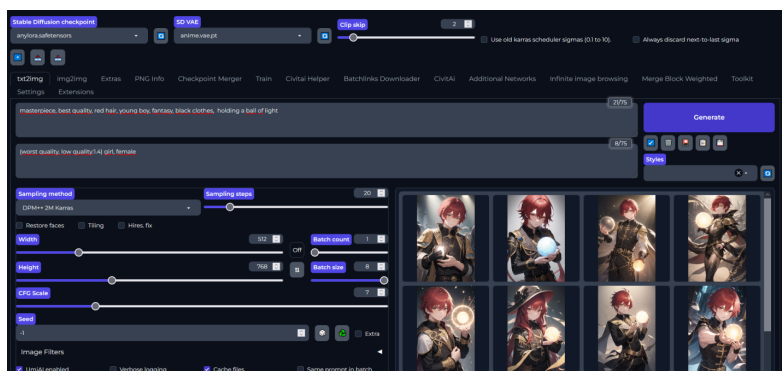 Stable Diffusion checkpoint
SD VAE
Clip skip
2
anylora.safetensors
anime.vae.pt
Use old karras scheduler sigmas (0.1 to 10).
Always discard next-to-last sigma
txt2img img2img Extras PNG Info Checkpoint Merger Train Civitai Helper Batchlinks Downloader CivitAi Additional Networks Infinite image browsing Merge Block Weighted Toolkit
Settings Extensions
21/75
masterpiece, best quality, red hair, young boy, fantasy, black clothes, holding a ball of light
Generate
8/75
(worst quality, low quality:1.4) girl, female
Styles
Sampling method
Sampling steps
20
DPM++ 2M Karras
Restore faces
Tiling
Hires. fix
Width
512
Off
Batch count
1
Height
768
Batch size
8
CFG Scale
7
Seed
-1
Extra
Image Filters
UmiAI enabled
Verbose logging
Cache files
Same prompt in batch